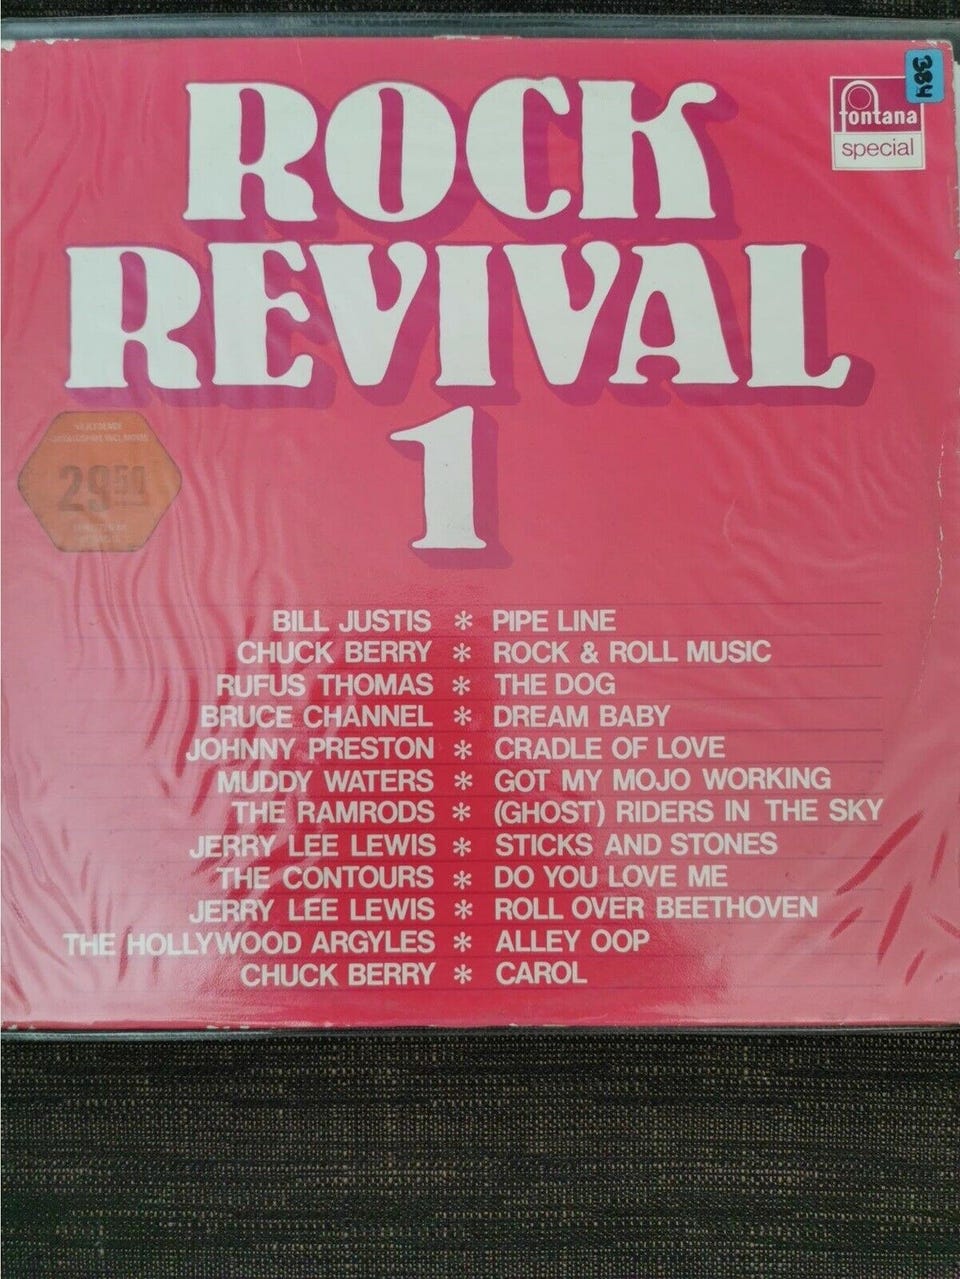 ROCK
REVIVAL
1
fontana
special
384
29.50
BILL JUSTIS * PIPE LINE
CHUCK BERRY * ROCK & ROLL MUSIC
RUFUS THOMAS * THE DOG
BRUCE CHANNEL * DREAM BABY
JOHNNY PRESTON * CRADLE OF LOVE
MUDDY WATERS * GOT MY MOJO WORKING
THE RAMRODS * (GHOST) RIDERS IN THE SKY
JERRY LEE LEWIS * STICKS AND STONES
THE CONTOURS * DO YOU LOVE ME
JERRY LEE LEWIS * ROLL OVER BEETHOVEN
THE HOLLYWOOD ARGYLES * ALLEY OOP
CHUCK BERRY * CAROL